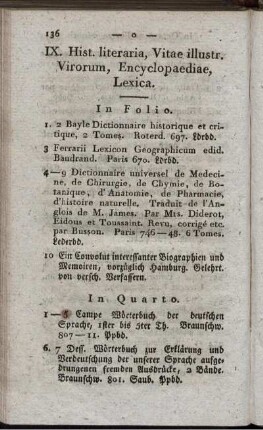 136 — o —
IX. Hist. literaria, Vitae illustr.
Virorum, Encyclopaediae,
Lexica.
In Folio.
1. 2 Bayle Dictionnaire historique et cri-
tique, 2 Tomes. Roterd. 697. Ldrbd.
3 Ferrarii Lexicon Geographicum edid.
Baudrand. Paris 670. Ldrbd.
4—9 Dictionnaire universel de Medeci-
ne, de Chirurgie, de Chymie, de Bo-
tanique, d'Anatomie, de Pharmacie,
d'histoire naturelle. Traduit de l'An-
glois de M. James. Par Mts. Diderot,
Eidous et Toussaint. Revu, corrigé etc.
par Busson. Paris 746—48. 6 Tomes.
Lederbd.
10 Ein Convolut interessanter Biographien und
Memoiren, vorzüglich Hamburg. Gelehrt.
von versch. Verfassern.
In Quarto.
1—5 Campe Wöeterbuch der deutschen
Sprache, 1ster bis 5ter Th. Braunschw.
807—11. Ppbd.
6. 7 Dess. Wörterbuch zur Erklärung und
Verdeutschung der unserer Sprache aufge-
drungenen fremden Ausdrücke, 2 Bände.
Braunschw. 801. Saub. Ppbd.